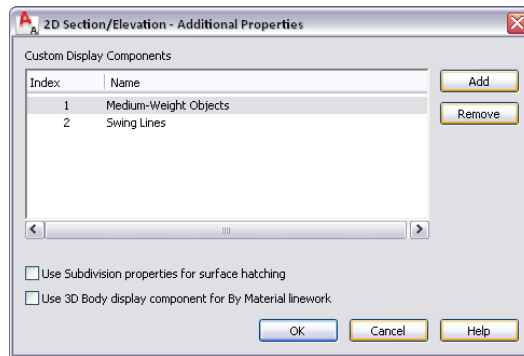 2D Section/Elevation - Additional Properties
Custom Display Components
Add
Index Name
1 Medium-Weight Objects
Remove
2 Swing Lines
Use Subdivision properties for surface hatching
Use 3D Body display component for By Material linework
OK Cancel Help